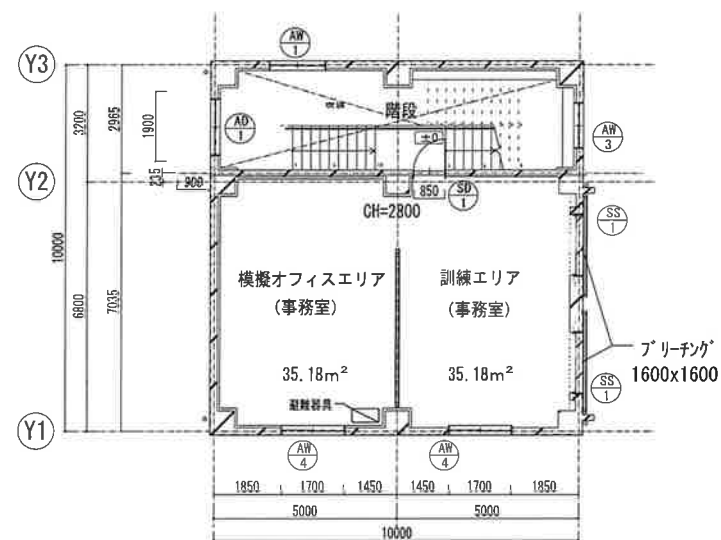 AW
1
Y3
吹抜
階段
AD
1
±0
AW
3
3200
2965
1900
235
900
Y2
850
SD
1
CH=2800
SS
1
10000
6800
7035
模擬オフィスエリア
(事務室)
訓練エリア
(事務室)
ブリーチング
1600x1600
35.18m²
35.18m²
SS
1
避難器具
Y1
AW
4
AW
4
1850
1700
1450
1450
1700
1850
5000
5000
10000